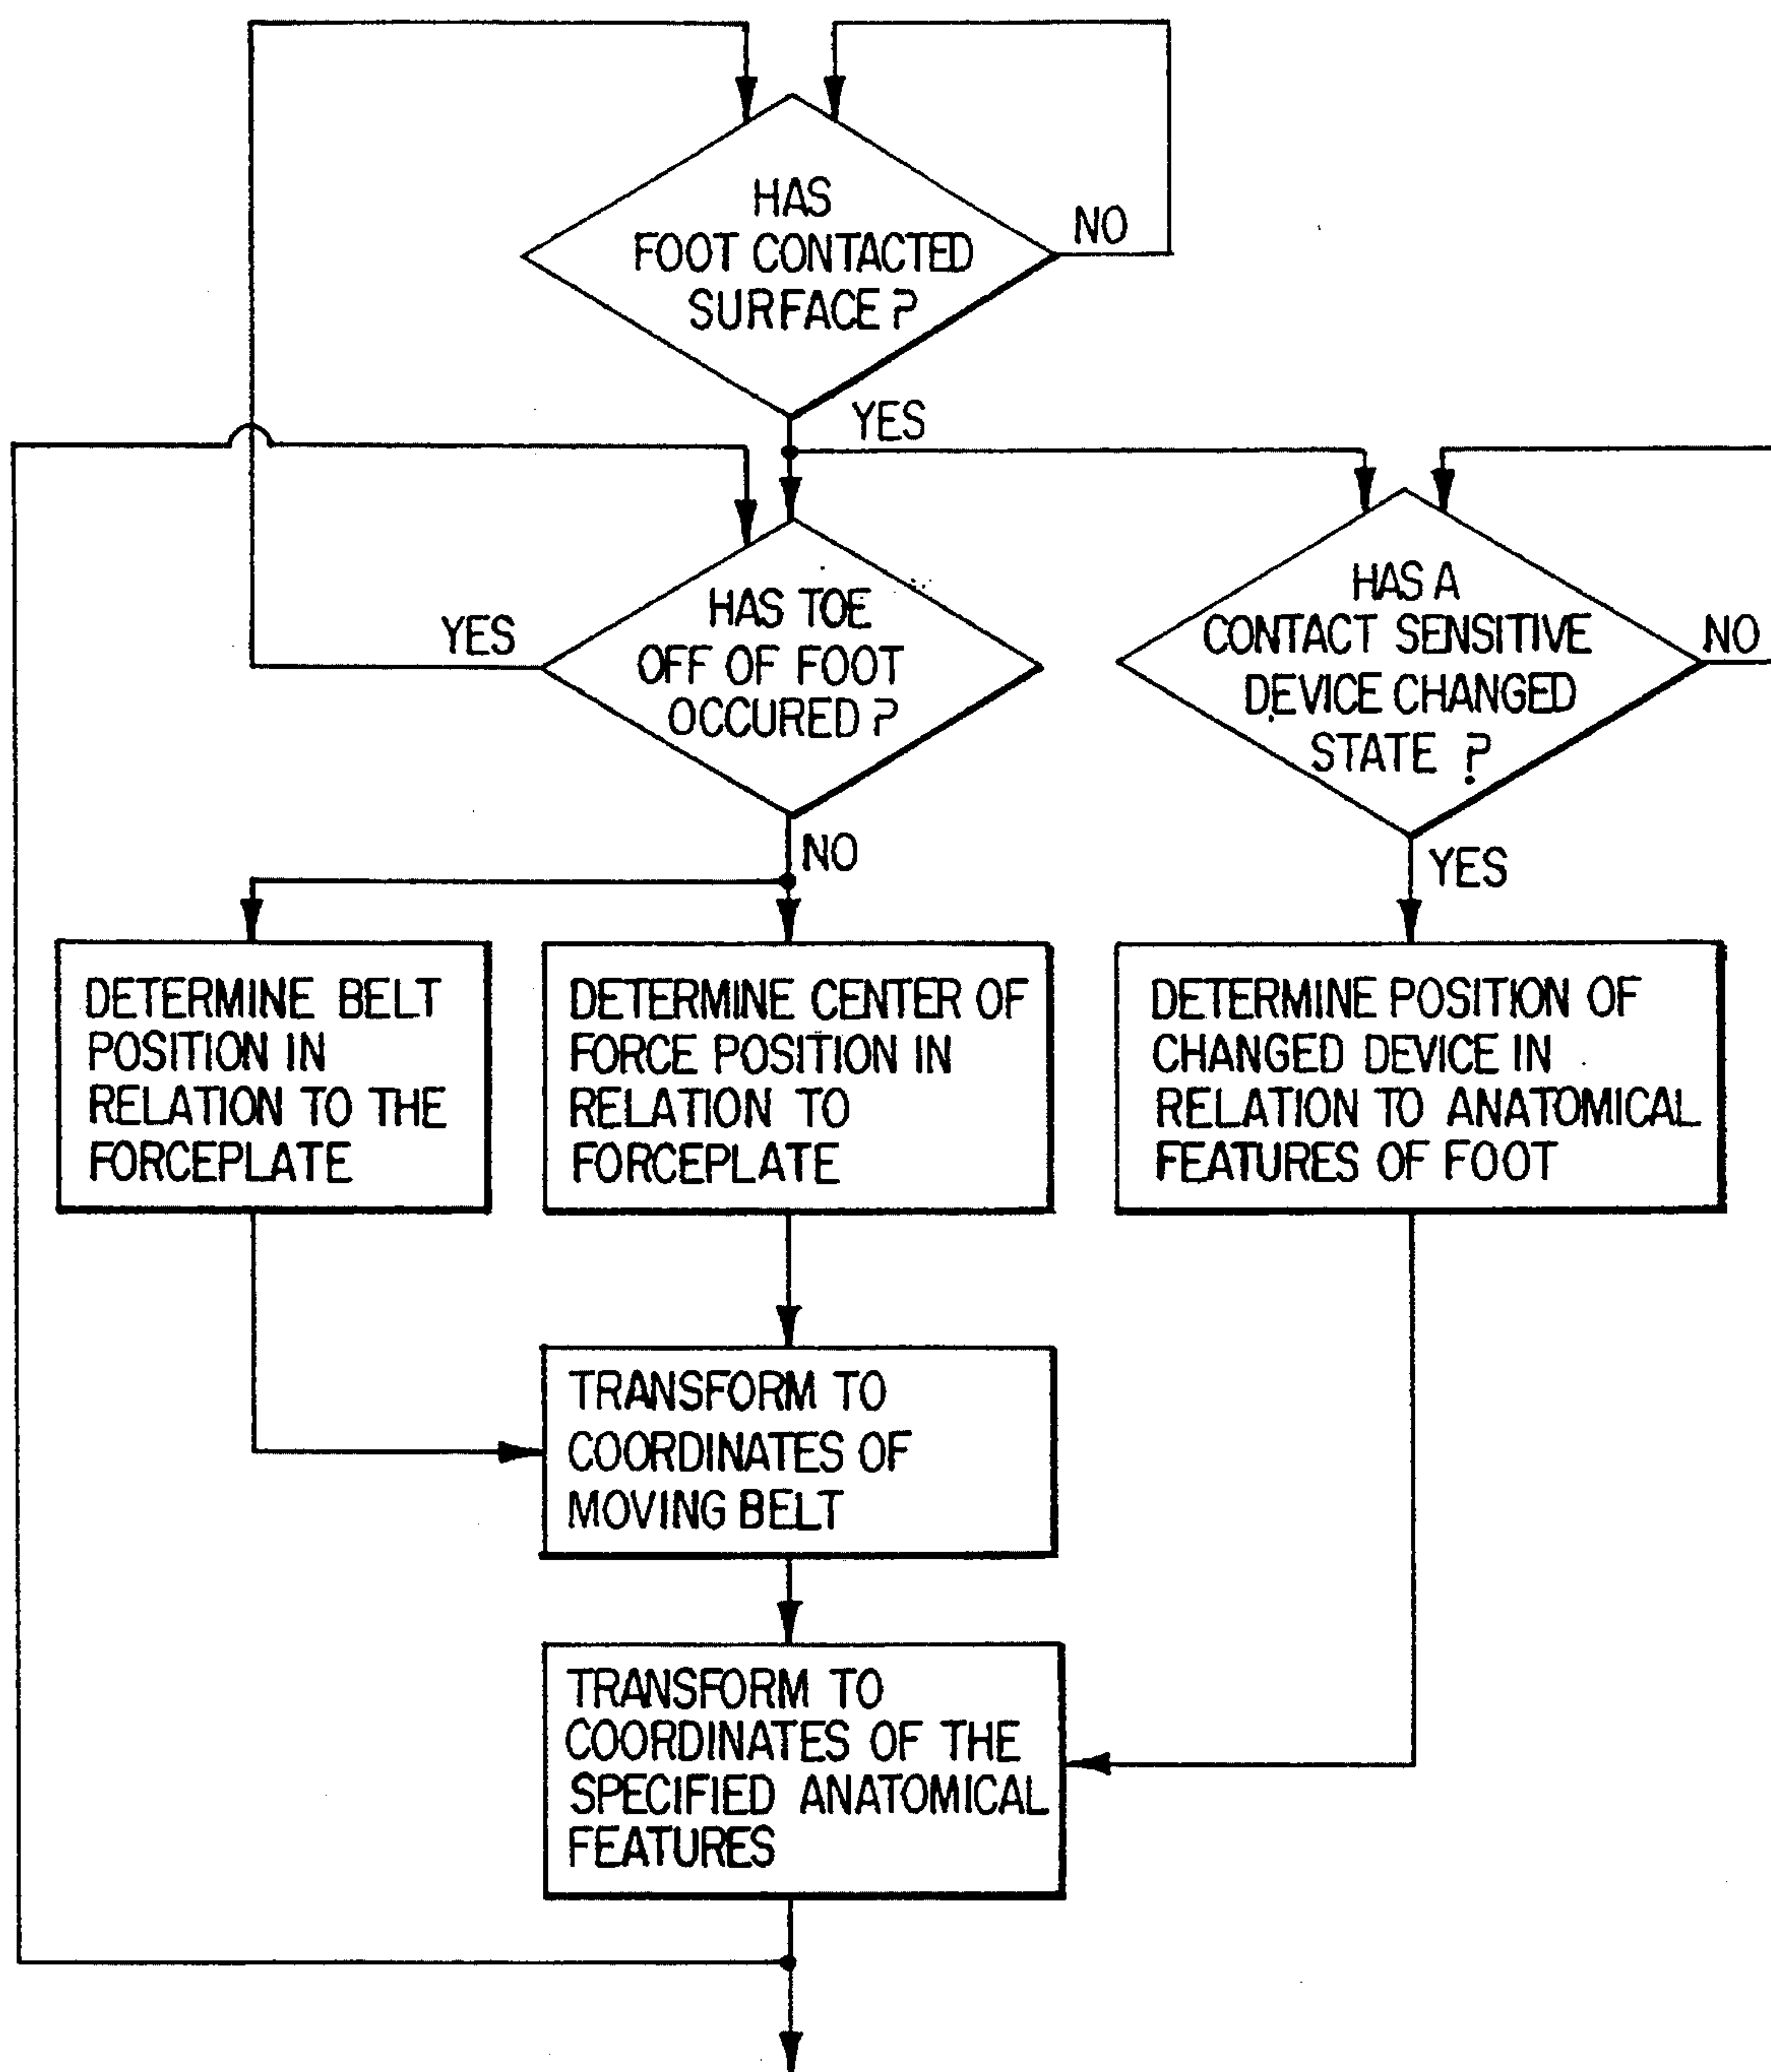 HAS
FOOT CONTACTED
SURFACE ?
NO
YES
HAS TOE
OFF OF FOOT
OCCURED ?
YES
NO
HAS A
CONTACT SENSITIVE
DEVICE CHANGED
STATE ?
NO
YES
DETERMINE BELT
POSITION IN
RELATION TO THE
FORCEPLATE
DETERMINE CENTER OF
FORCE POSITION IN
RELATION TO
FORCEPLATE
DETERMINE POSITION OF
CHANGED DEVICE IN
RELATION TO ANATOMICAL
FEATURES OF FOOT
TRANSFORM TO
COORDINATES OF
MOVING BELT
TRANSFORM TO
COORDINATES OF THE
SPECIFIED ANATOMICAL
FEATURES